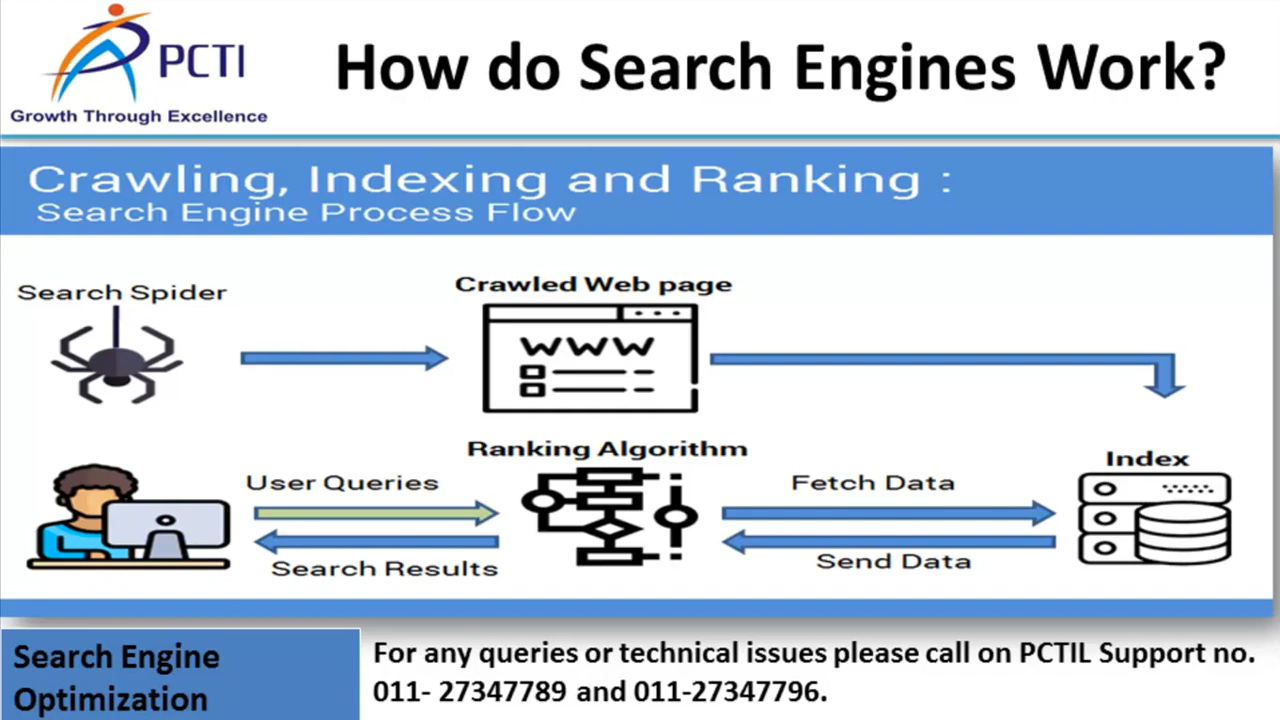 PCTI
Growth Through Excellence
How do Search Engines Work?
Crawling, Indexing and Ranking :
Search Engine Process Flow
Search Spider
Crawled Web page
WWW
Ranking Algorithm
Index
User Queries
Fetch Data
Search Results
Send Data
Search Engine
Optimization
For any queries or technical issues please call on PCTIL Support no.
011- 27347789 and 011-27347796.